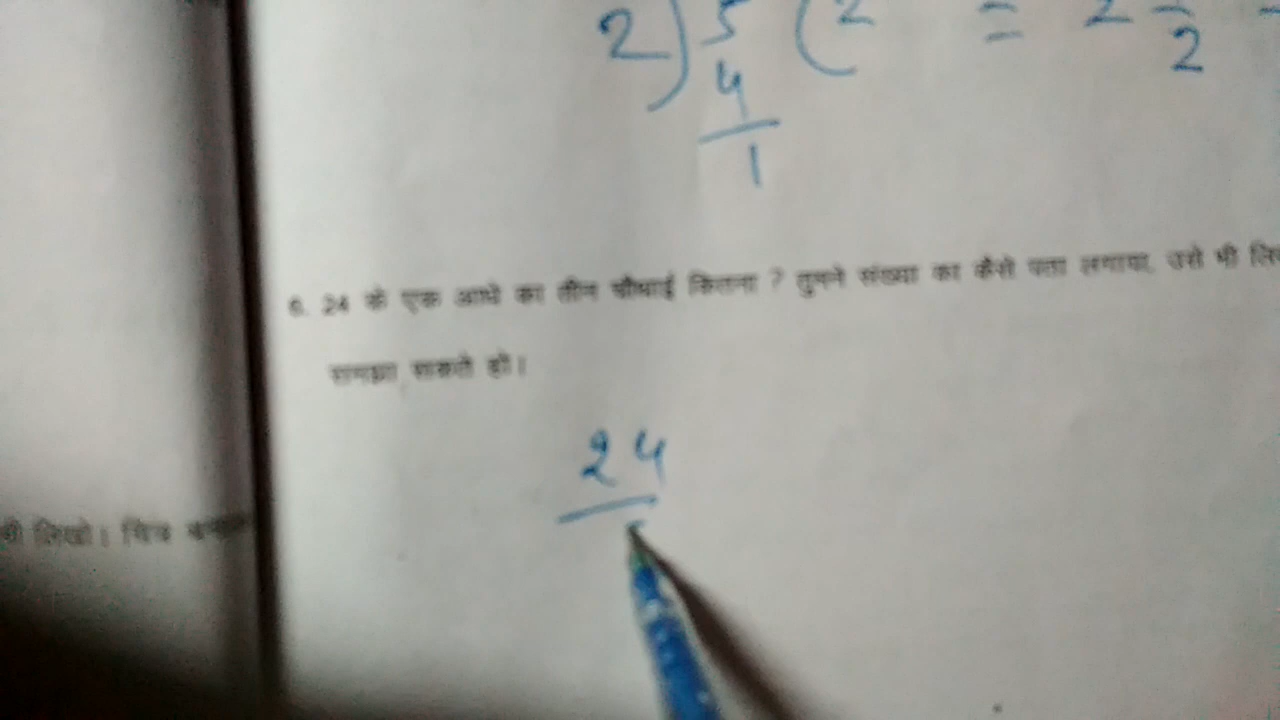 2)5(2 = 2 1/2
4
1
6. 24 के एक आधे का तीन चौथाई कितना ? तुमने संख्या का कैसे पता लगाया, उसे भी
समझा सकते हो।
24
भी लिखो। चित्र